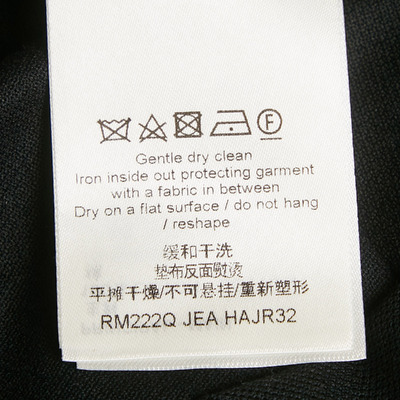 Gentle dry clean
Iron inside out protecting garment
with a fabric in between
Dry on a flat surface / do not hang
/ reshape
缓和干洗
垫布反面熨烫
平摊干燥/不可悬挂/重新塑形
RM222Q JEA HAJR32